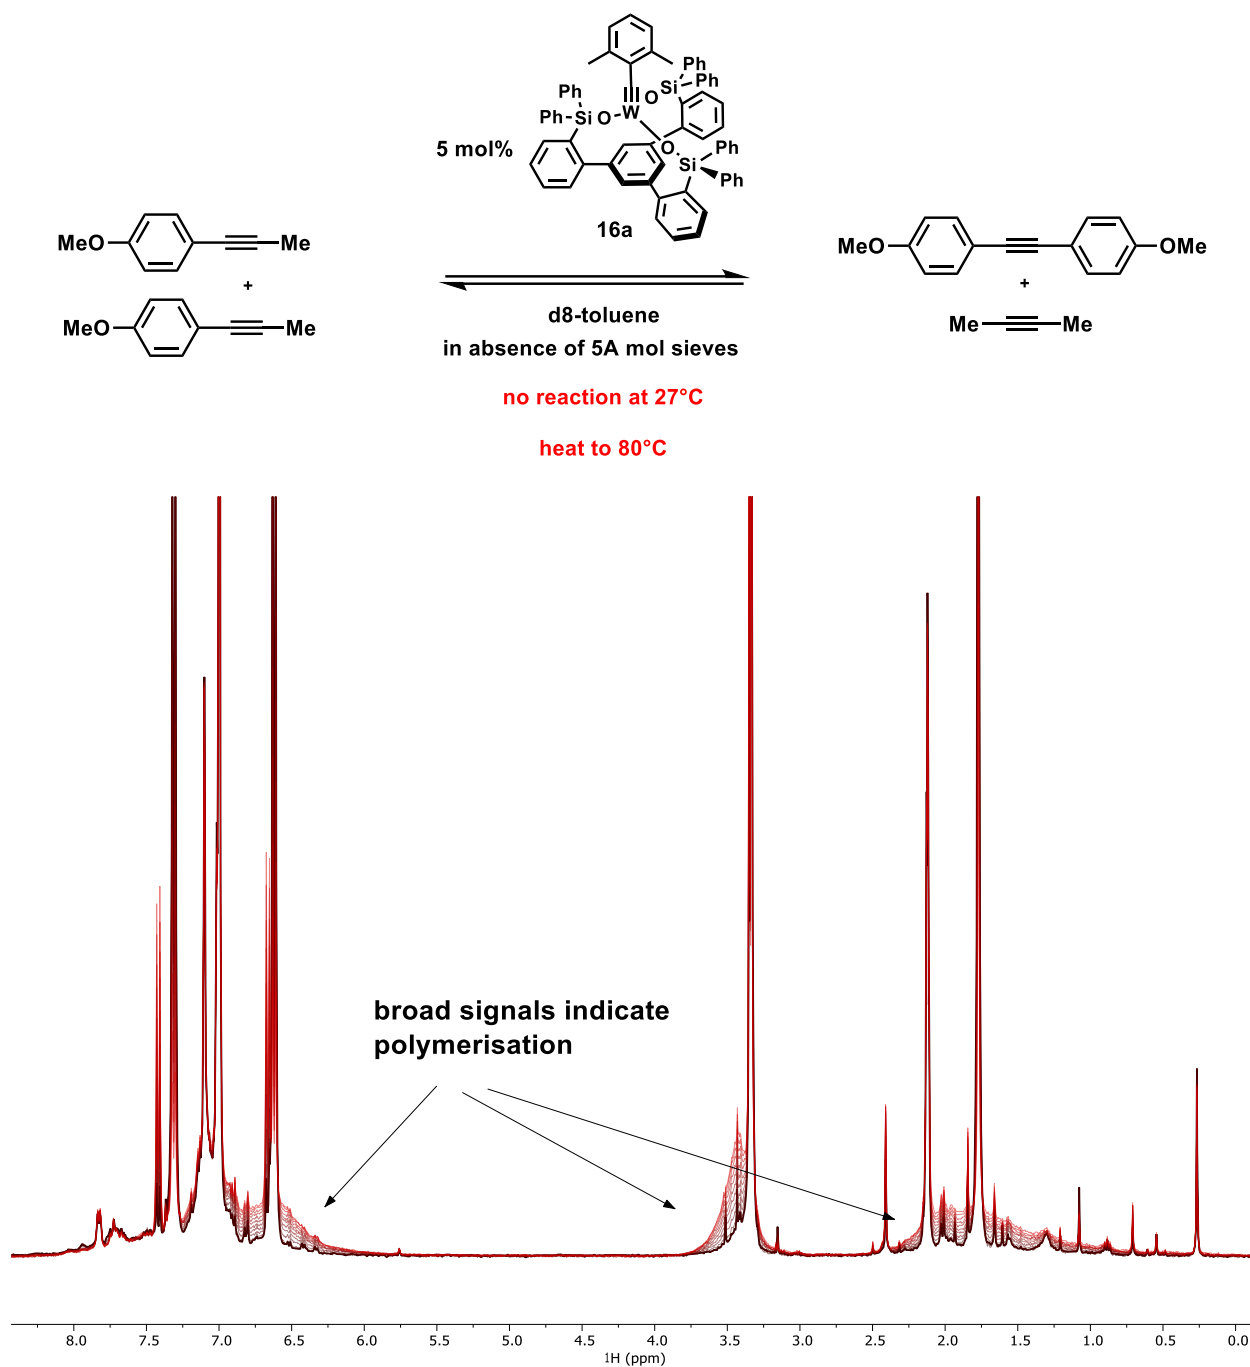 Ph
Ph
Ph
Si
O
W
O
Si
Ph
Ph
O
Si
Ph
Ph
5 mol%
16a
MeO
Me
+
MeO
Me
d8-toluene
in absence of 5A mol sieves
no reaction at 27°C
heat to 80°C
MeO
OMe
+
Me
Me
broad signals indicate
polymerisation
8.0 7.5 7.0 6.5 6.0 5.5 5.0 4.5 4.0 3.5 3.0 2.5 2.0 1.5 1.0 0.5 0.0
1H (ppm)